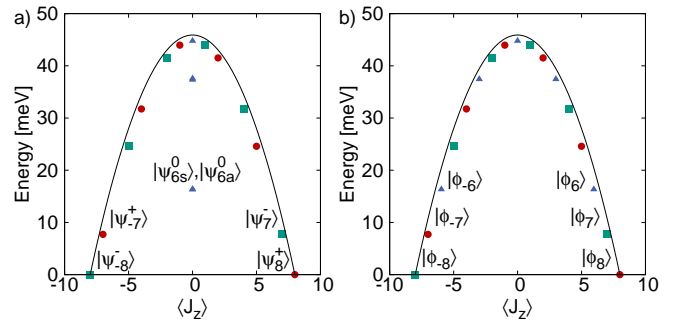 a)
Energy [meV]
50
40
30
20
10
0
|ψ⁰₆ₛ⟩,|ψ⁰₆ₐ⟩
|ψ⁺₋₇⟩
|ψ⁻₇⟩
|ψ⁻₋₈⟩
|ψ⁺₈⟩
-10 -5 0 5 10
⟨J_z⟩
b)
Energy [meV]
50
40
30
20
10
0
|ϕ₋₆⟩ |ϕ₆⟩
|ϕ₋₇⟩ |ϕ₇⟩
|ϕ₋₈⟩ |ϕ₈⟩
-10 -5 0 5 10
⟨J_z⟩